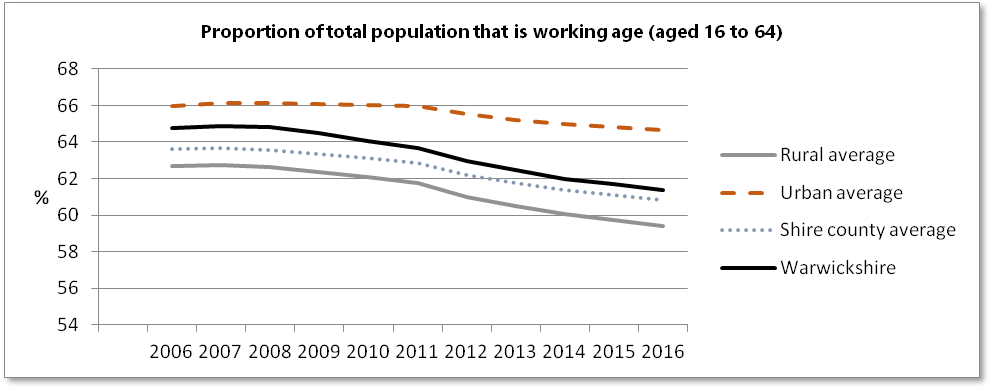 Proportion of total population that is working age (aged 16 to 64)
68
66
64
62
60
58
56
54
%
2006 2007 2008 2009 2010 2011 2012 2013 2014 2015 2016
Rural average
Urban average
Shire county average
Warwickshire